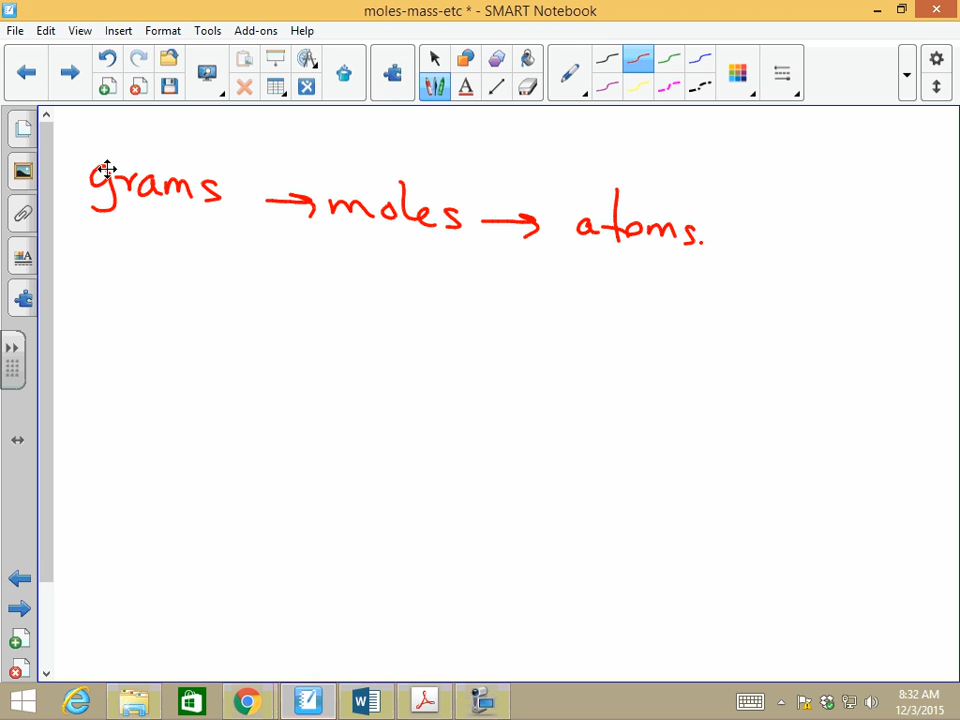 moles-mass-etc * - SMART Notebook
File Edit View Insert Format Tools Add-ons Help
grams → moles → atoms.
8:32 AM
12/3/2015